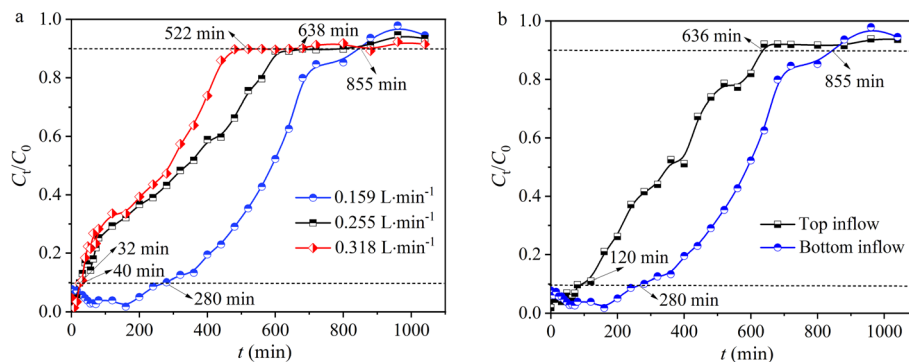 a
522 min
638 min
855 min
32 min
40 min
280 min
0.159 L·min⁻¹
0.255 L·min⁻¹
0.318 L·min⁻¹
1.0
0.8
0.6
0.4
0.2
0.0
Cₜ/C₀
0 200 400 600 800 1000
t (min)
b
636 min
855 min
120 min
280 min
Top inflow
Bottom inflow
1.0
0.8
0.6
0.4
0.2
0.0
Cₜ/C₀
0 200 400 600 800 1000
t (min)